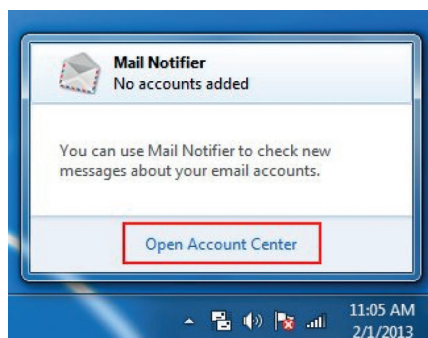 Mail Notifier
No accounts added
You can use Mail Notifier to check new
messages about your email accounts.
Open Account Center
11:05 AM
2/1/2013